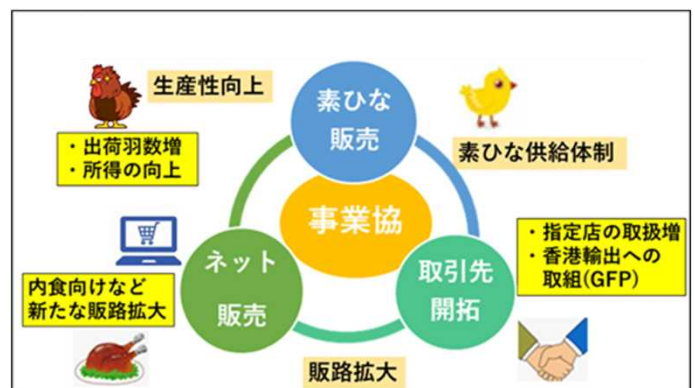 生産性向上
・出荷羽数増
・所得の向上
素ひな
販売
素ひな供給体制
事業協
ネット
販売
内食向けなど
新たな販路拡大
取引先
開拓
・指定店の取扱増
・香港輸出への
取組(GFP)
販路拡大